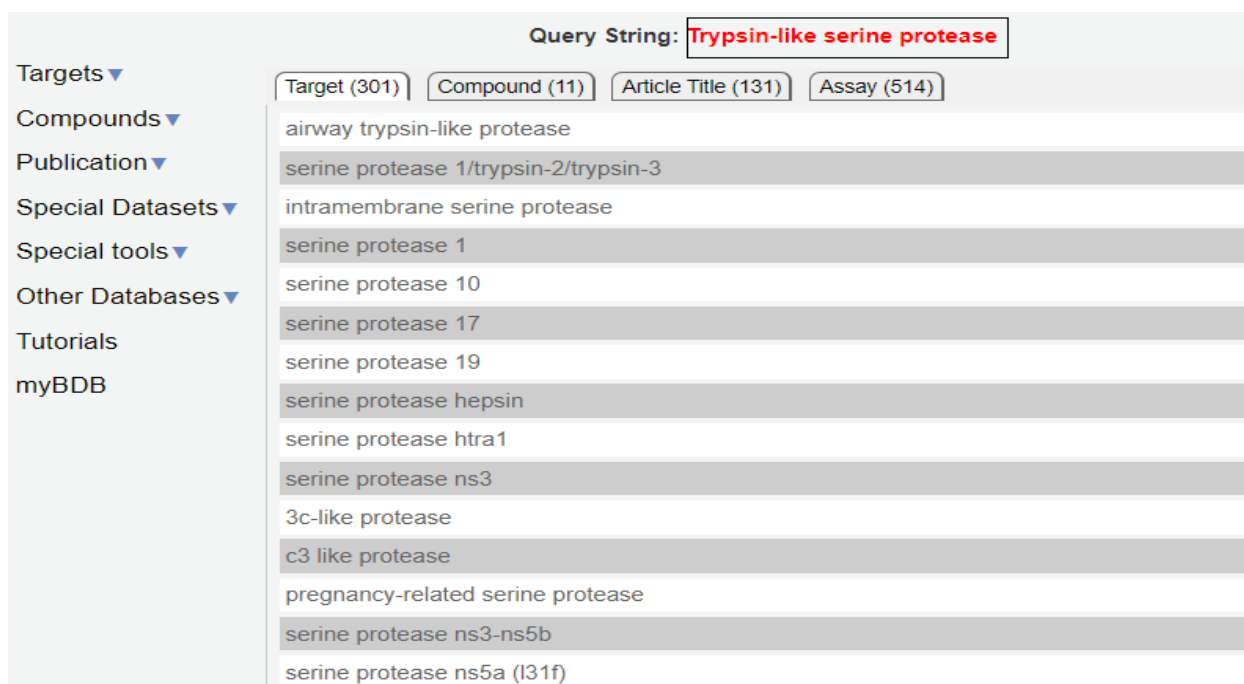 Query String: Trypsin-like serine protease
Targets▼
Compounds▼
Publication▼
Special Datasets▼
Special tools▼
Other Databases▼
Tutorials
myBDB
Target (301) Compound (11) Article Title (131) Assay (514)
airway trypsin-like protease
serine protease 1/trypsin-2/trypsin-3
intramembrane serine protease
serine protease 1
serine protease 10
serine protease 17
serine protease 19
serine protease hepsin
serine protease htra1
serine protease ns3
3c-like protease
c3 like protease
pregnancy-related serine protease
serine protease ns3-ns5b
serine protease ns5a (l31f)